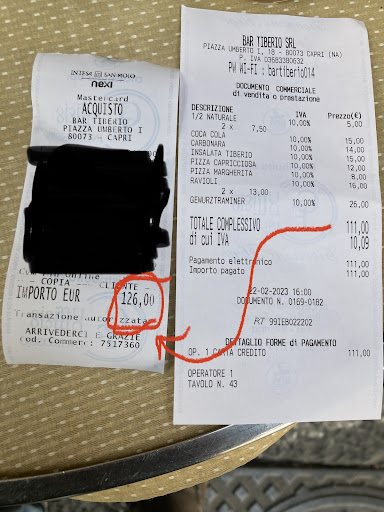 INTESA SANPAOLO
nexi
Mastercard
ACQUISTO
BAR TIBERIO
PIAZZA UMBERTO I
80073 CAPRI
COPIA CLIENTE
IMPORTO EUR 126,00
Transazione autorizzata
ARRIVEDERCI E GRAZIE
cod. Commerc: 7517360
BAR TIBERIO SRL
PIAZZA UMBERTO I, 18 - 80073 CAPRI (NA)
P. IVA 03683380632
PW WI-FI : bartiberio014
DOCUMENTO COMMERCIALE
di vendita o prestazione
DESCRIZIONE IVA Prezzo(€)
1/2 NATURALE 10,00% 5,00
2 x 7,50
COCA COLA 10,00% 15,00
CARBONARA 10,00% 14,00
INSALATA TIBERIO 10,00% 15,00
PIZZA CAPRICCIOSA 10,00% 12,00
PIZZA MARGHERITA 10,00% 8,00
RAVIOLI 10,00% 16,00
2 x 13,00
GEWURZTRAMINER 10,00% 26,00
TOTALE COMPLESSIVO 111,00
di cui IVA 10,09
Pagamento elettronico 111,00
Importo pagato 111,00
22-02-2023 16:00
DOCUMENTO N. 0169-0182
RT 99IEB022202
DETTAGLIO FORME di PAGAMENTO
OP. 1 CARTA CREDITO 111,00
OPERATORE 1
TAVOLO N. 43